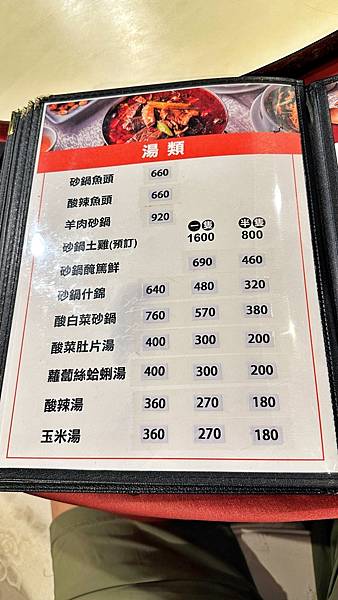 湯類
砂鍋魚頭 660
酸辣魚頭 660
羊肉砂鍋 920
一隻 半隻
砂鍋土雞(預訂) 1600 800
砂鍋醃篤鮮 690 460
砂鍋什錦 640 480 320
酸白菜砂鍋 760 570 380
酸菜肚片湯 400 300 200
蘿蔔絲蛤蜊湯 400 300 200
酸辣湯 360 270 180
玉米湯 360 270 180